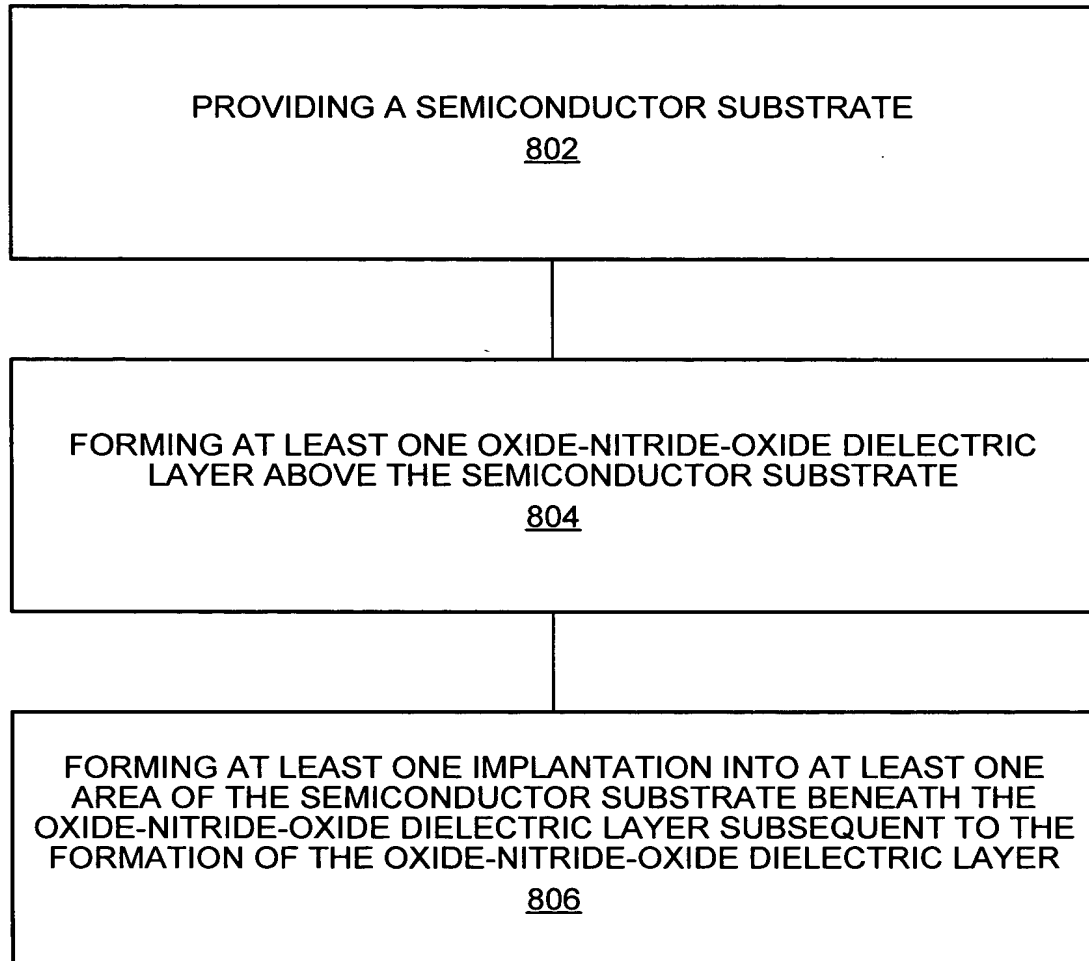 PROVIDING A SEMICONDUCTOR SUBSTRATE
802
FORMING AT LEAST ONE OXIDE-NITRIDE-OXIDE DIELECTRIC
LAYER ABOVE THE SEMICONDUCTOR SUBSTRATE
804
FORMING AT LEAST ONE IMPLANTATION INTO AT LEAST ONE
AREA OF THE SEMICONDUCTOR SUBSTRATE BENEATH THE
OXIDE-NITRIDE-OXIDE DIELECTRIC LAYER SUBSEQUENT TO THE
FORMATION OF THE OXIDE-NITRIDE-OXIDE DIELECTRIC LAYER
806